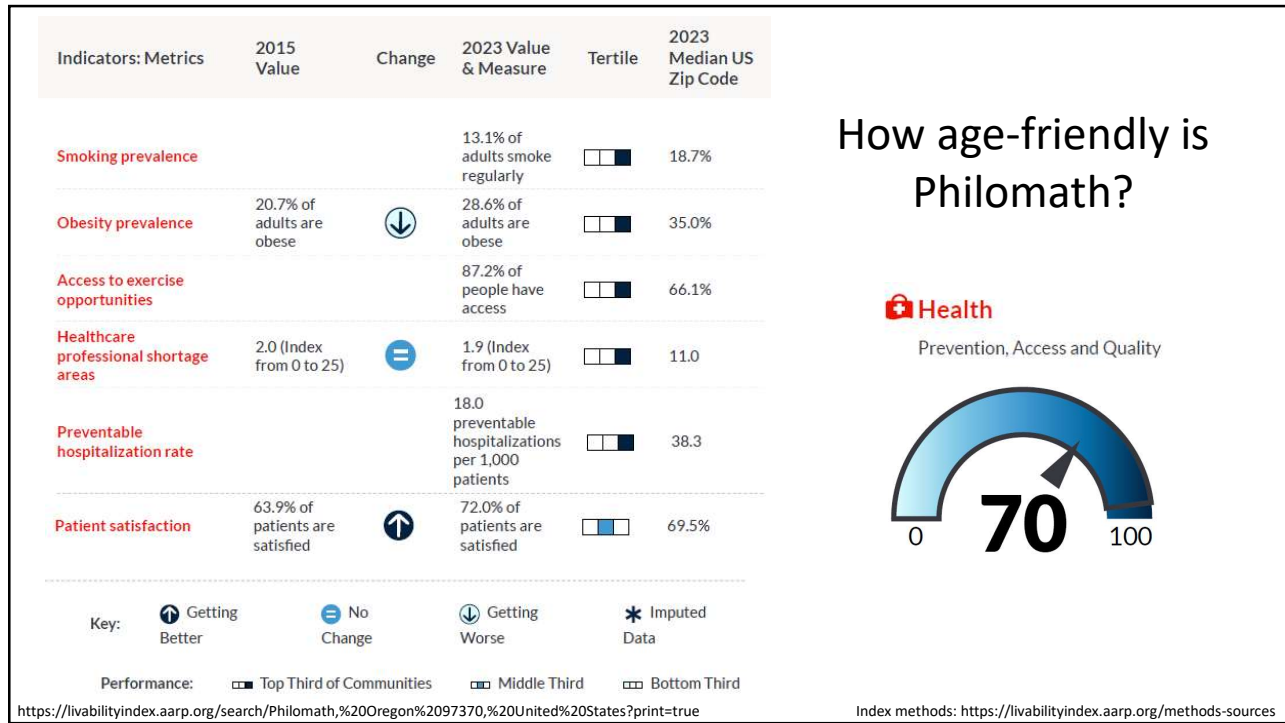 Indicators: Metrics
2015
Value
Change
2023 Value
& Measure
Tertile
2023
Median US
Zip Code
Smoking prevalence
13.1% of
adults smoke
regularly
18.7%
Obesity prevalence
20.7% of
adults are
obese
28.6% of
adults are
obese
35.0%
Access to exercise
opportunities
87.2% of
people have
access
66.1%
Healthcare
professional shortage
areas
2.0 (Index
from 0 to 25)
1.9 (Index
from 0 to 25)
11.0
Preventable
hospitalization rate
18.0
preventable
hospitalizations
per 1,000
patients
38.3
Patient satisfaction
63.9% of
patients are
satisfied
72.0% of
patients are
satisfied
69.5%
Key:
Getting
Better
No
Change
Getting
Worse
Imputed
Data
Performance:
Top Third of Communities
Middle Third
Bottom Third
https://livabilityindex.aarp.org/search/Philomath,%20Oregon%2097370,%20United%20States?print=true
How age-friendly is
Philomath?
Health
Prevention, Access and Quality
0
70
100
Index methods: https://livabilityindex.aarp.org/methods-sources